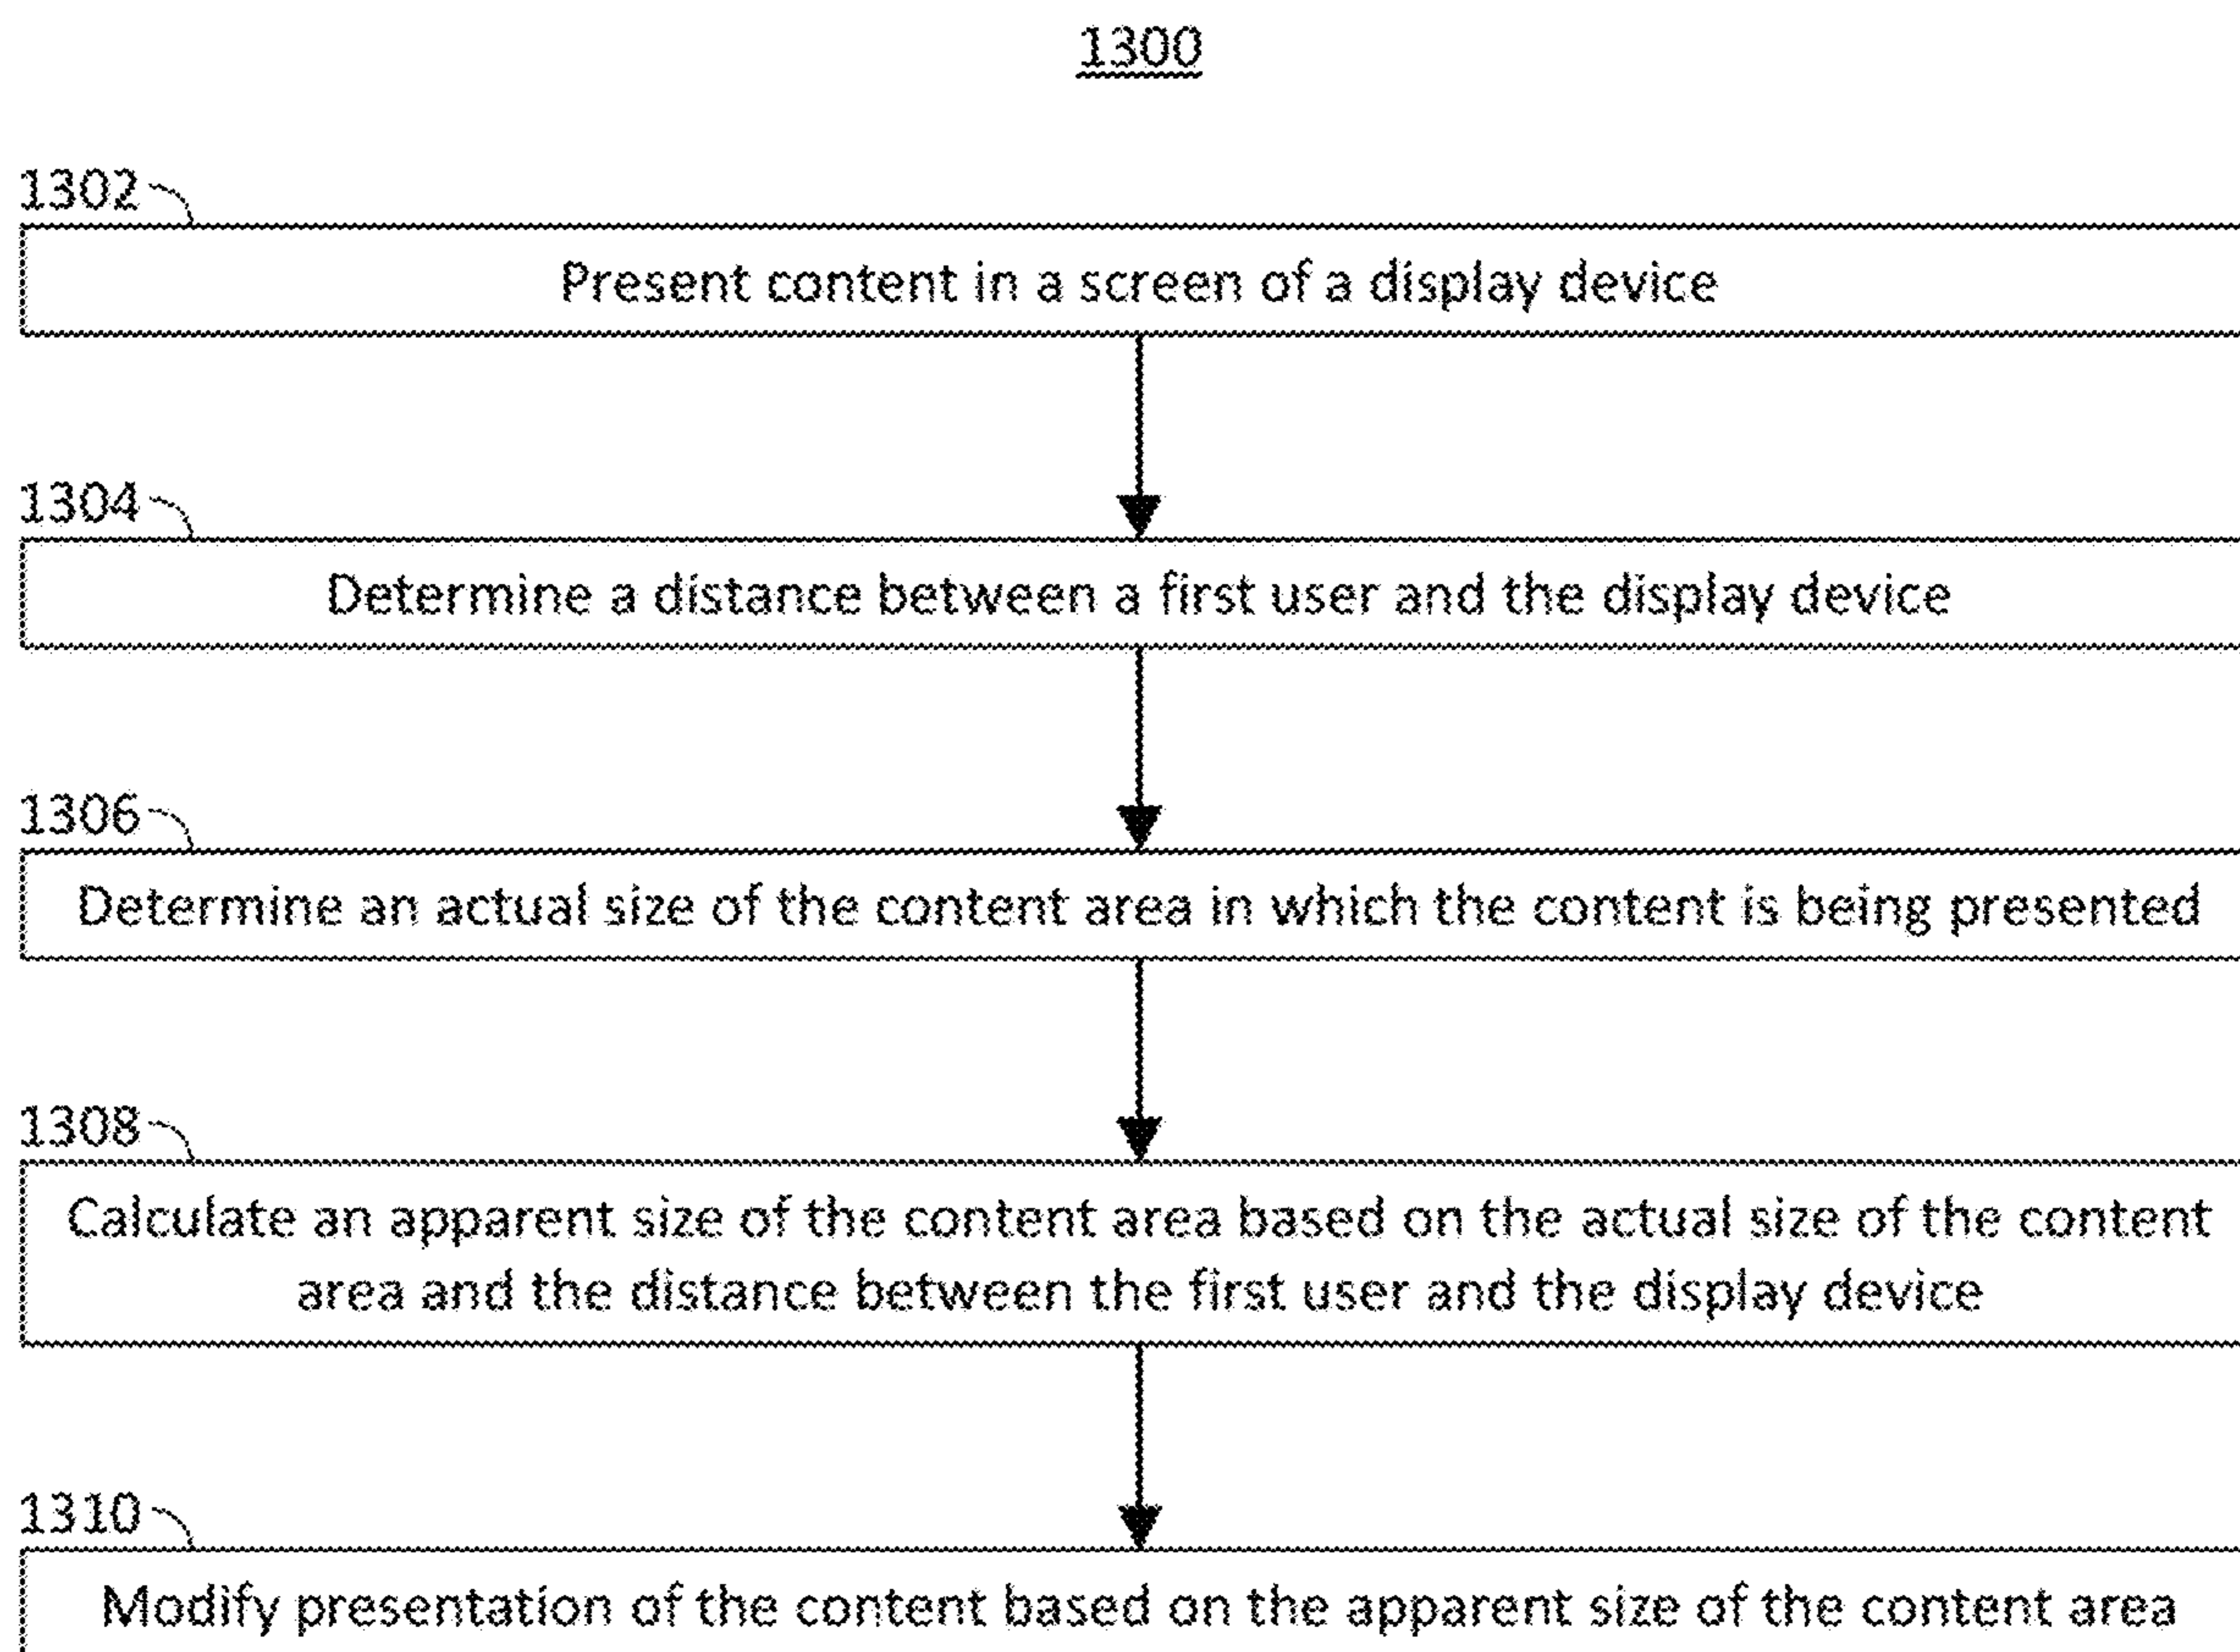 1300
1302
Present content in a screen of a display device
1304
Determine a distance between a first user and the display device
1306
Determine an actual size of the content area in which the content is being presented
1308
Calculate an apparent size of the content area based on the actual size of the content
area and the distance between the first user and the display device
1310
Modify presentation of the content based on the apparent size of the content area